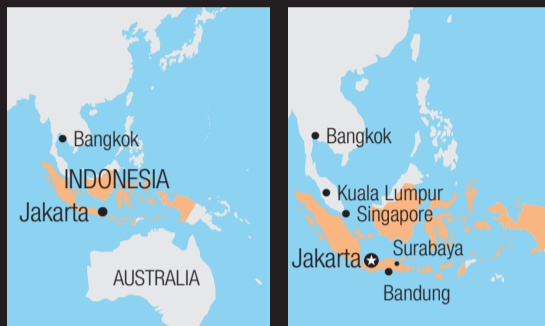 Bangkok
INDONESIA
Jakarta
AUSTRALIA
Bangkok
Kuala Lumpur
Singapore
Surabaya
Jakarta
Bandung